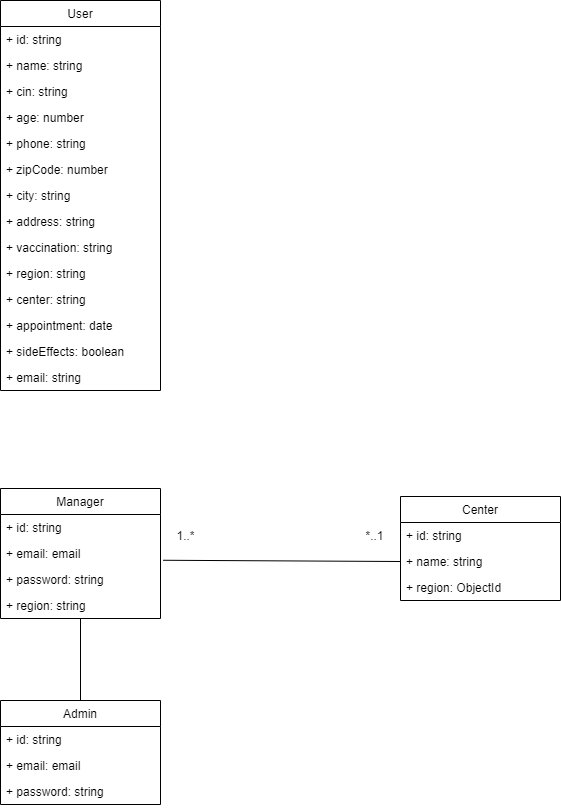 User
+ id: string
+ name: string
+ cin: string
+ age: number
+ phone: string
+ zipCode: number
+ city: string
+ address: string
+ vaccination: string
+ region: string
+ center: string
+ appointment: date
+ sideEffects: boolean
+ email: string
Manager
+ id: string
+ email: email
+ password: string
+ region: string
1..*
*..1
Center
+ id: string
+ name: string
+ region: ObjectId
Admin
+ id: string
+ email: email
+ password: string